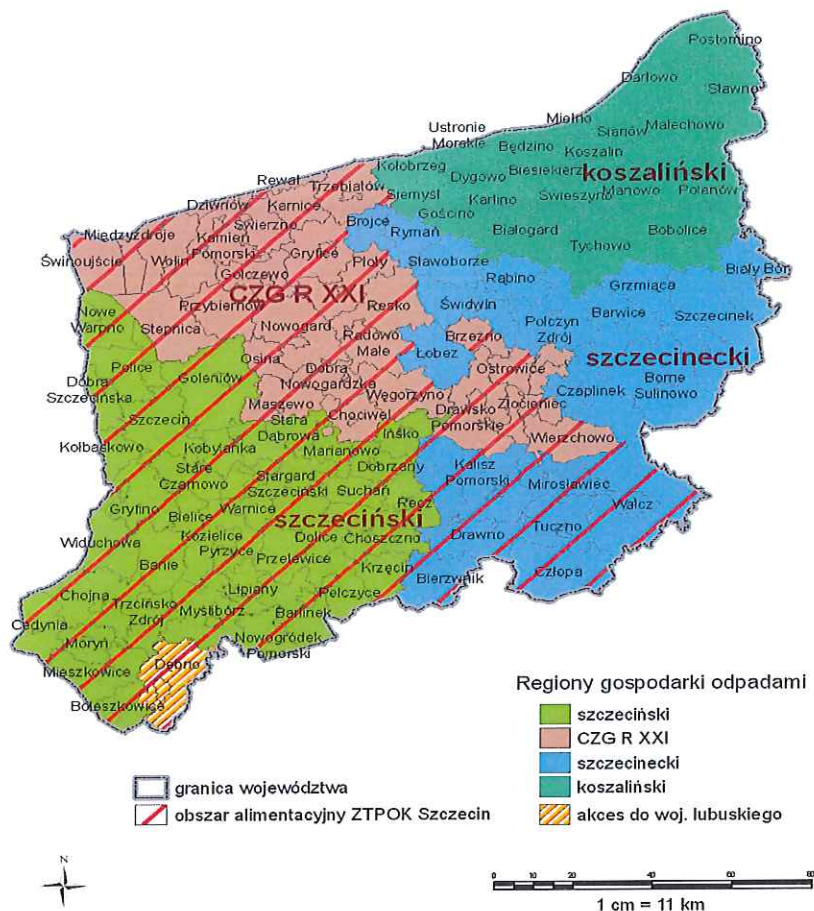 Postomino
Darłowo
Sławno
Mielno
Ustronie Morskie
Sianów
Malechowo
Będzino
Koszalin
Kołobrzeg
Dygowo
Biesiekierz
koszaliński
Rewal
Trzebiatów
Siemyśl
Karlino
Świeszyno
Manowo
Polanów
Dziwnów
Karnice
Gościno
Świerzno
Brojce
Rymań
Białogard
Bobolice
Międzyzdroje
Kamień Pomorski
Gryfice
Tychowo
Świnoujście
Wolin
Płoty
Sławoborze
Biały Bór
Golczewo
Rąbino
Grzmiąca
CZG R XXI
Przybiernów
Resko
Świdwin
Barwice
Szczecinek
Nowe Warpno
Stepnica
Nowogard
Radowo Małe
Brzeżno
Połczyn Zdrój
szczecinecki
Police
Osina
Łobez
Ostrowice
Dobra Szczecińska
Goleniów
Dobra Nowogardzka
Węgorzyno
Czaplinek
Borne Sulinowo
Szczecin
Maszewo
Chociwel
Drawsko Pomorskie
Złocieniec
Stara Dąbrowa
Ińsko
Wierzchowo
Kołbaskowo
Kobylanka
Marianowo
Dobrzany
Kalisz Pomorski
Stare Czarnowo
Stargard Szczeciński
Suchań
Mirosławiec
Gryfino
Bielice
Warnice
Recz
Wałcz
szczeciński
Widuchowa
Kozielice
Pyrzyce
Dolice
Choszczno
Drawno
Tuczno
Banie
Przelewice
Krzęcin
Bierzwnik
Człopa
Chojna
Lipiany
Pełczyce
Cedynia
Trzcińsko Zdrój
Myślibórz
Barlinek
Moryń
Nowogródek Pomorski
Mieszkowice
Dębno
Boleszkowice
Regiony gospodarki odpadami
szczeciński
CZG R XXI
szczecinecki
koszaliński
akces do woj. lubuskiego
granica województwa
obszar alimentacyjny ZTPOK Szczecin
N
0 20 40 60 80
1 cm = 11 km